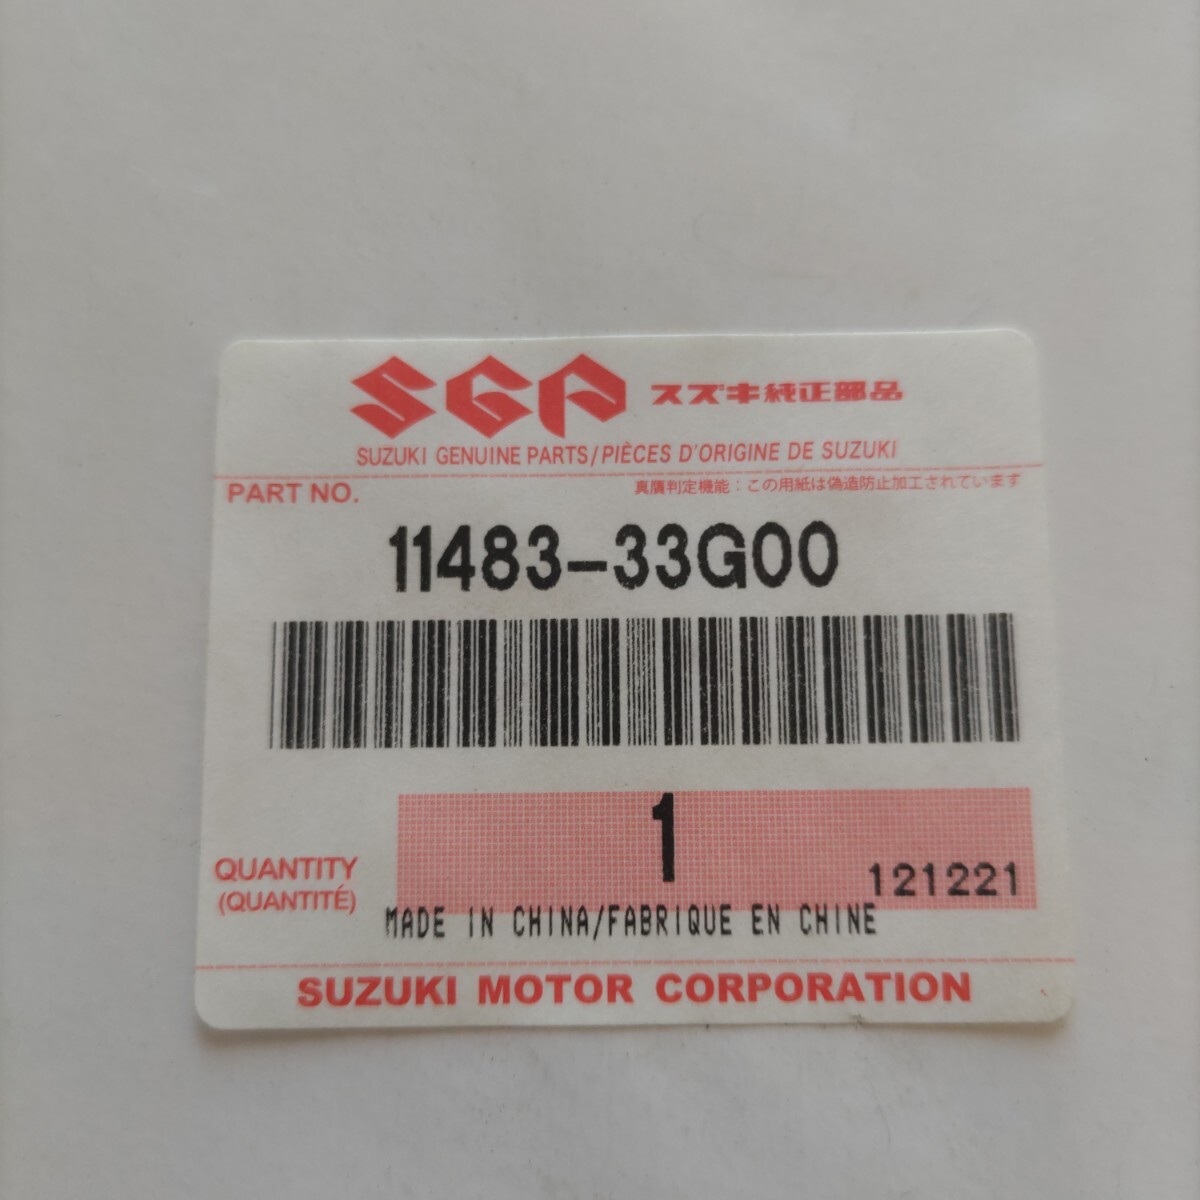 SGP スズキ純正部品
SUZUKI GENUINE PARTS/PIÈCES D'ORIGINE DE SUZUKI
PART NO.
真贋判定機能：この用紙は偽造防止加工されています
11483-33G00
1
QUANTITY
(QUANTITÉ)
121221
MADE IN CHINA/FABRIQUE EN CHINE
SUZUKI MOTOR CORPORATION